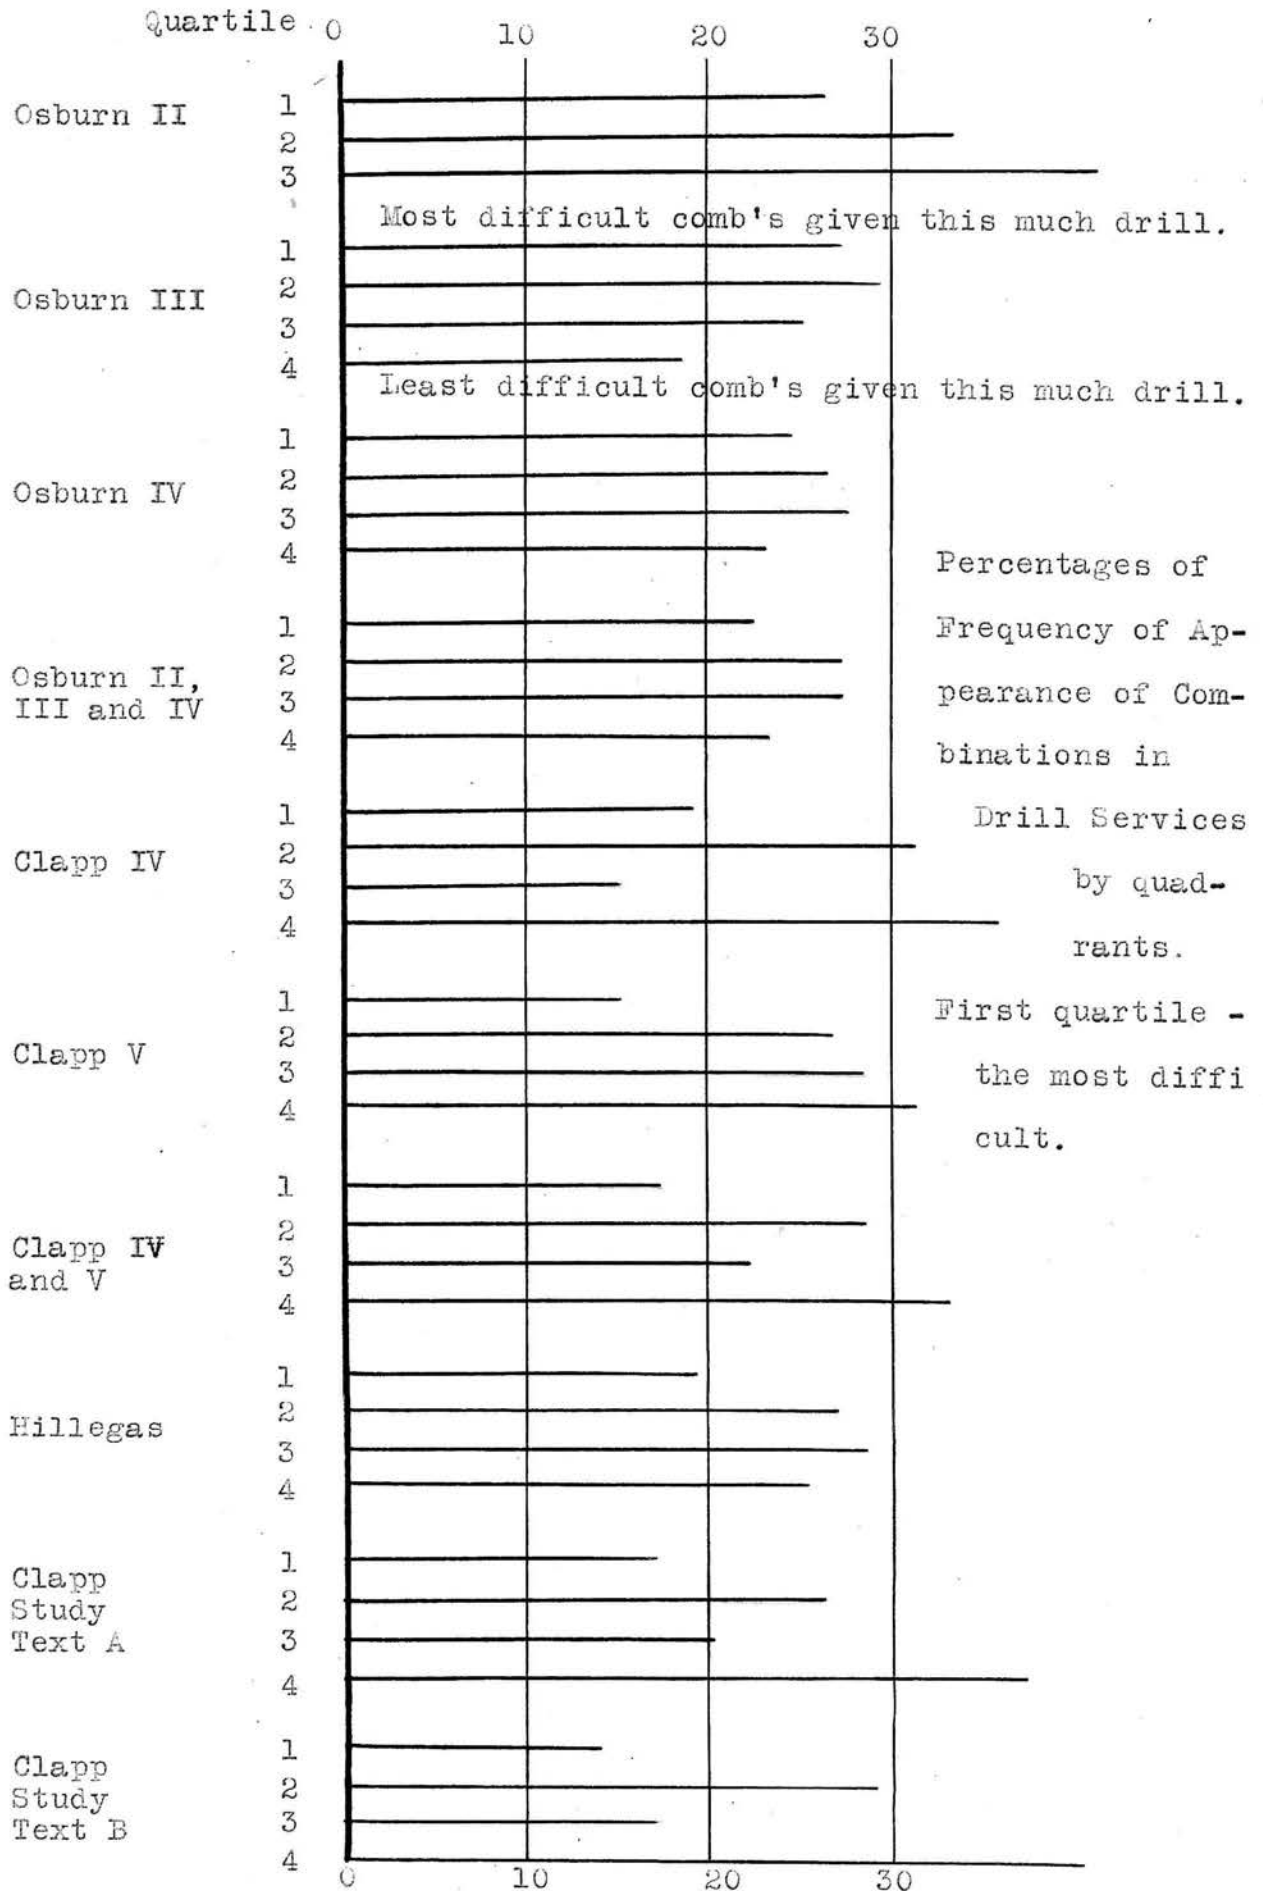 Quartile 0 10 20 30
Osburn II
1
2
3
Most difficult comb's given this much drill.
Osburn III
1
2
3
4
Least difficult comb's given this much drill.
Osburn IV
1
2
3
4
Osburn II,
III and IV
1
2
3
4
Clapp IV
1
2
3
4
Clapp V
1
2
3
4
Clapp IV
and V
1
2
3
4
Hillegas
1
2
3
4
Clapp
Study
Text A
1
2
3
4
Clapp
Study
Text B
1
2
3
4
0 10 20 30
Percentages of
Frequency of Ap-
pearance of Com-
binations in
Drill Services
by quad-
rants.
First quartile -
the most diffi
cult.